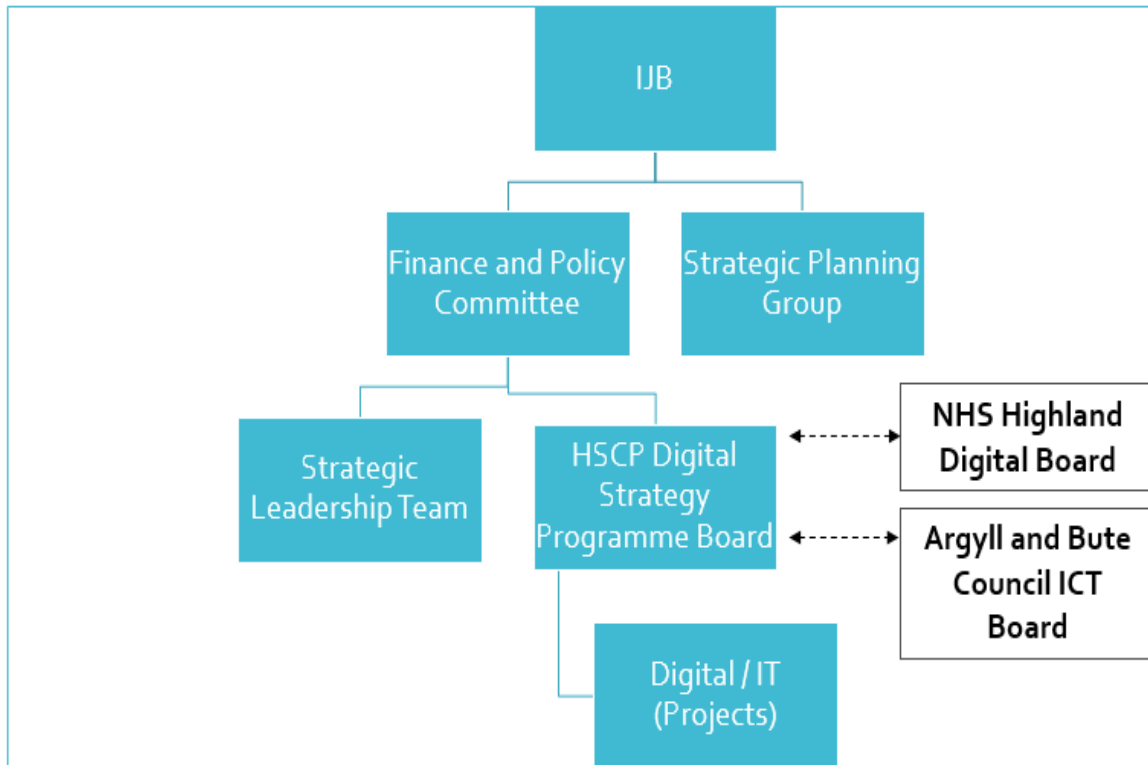 IJB
Finance and Policy
Committee
Strategic Planning
Group
Strategic
Leadership Team
HSCP Digital
Strategy
Programme Board
NHS Highland
Digital Board
Argyll and Bute
Council ICT
Board
Digital / IT
(Projects)